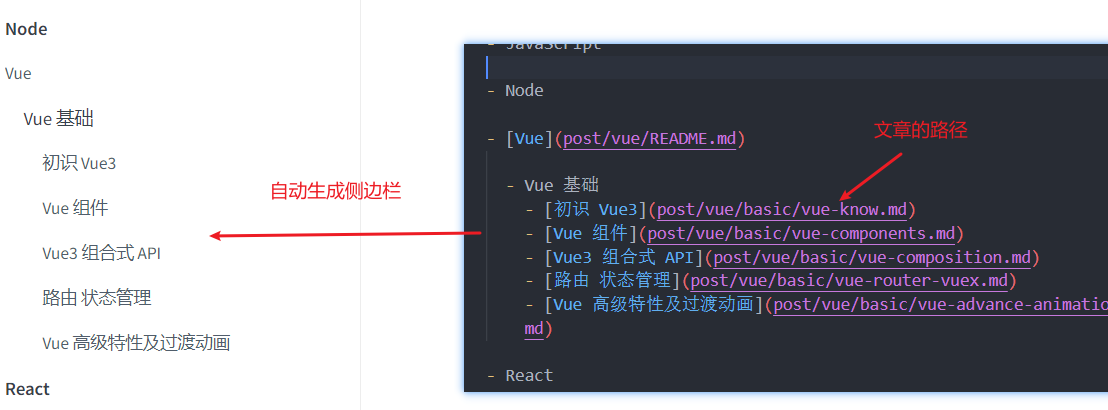 Node
Vue
Vue 基础
初识 Vue3
Vue 组件
Vue3 组合式 API
路由 状态管理
Vue 高级特性及过渡动画
React
自动生成侧边栏
- JavaScript
- Node
- [Vue](post/vue/README.md)
文章的路径
- Vue 基础
- [初识 Vue3](post/vue/basic/vue-know.md)
- [Vue 组件](post/vue/basic/vue-components.md)
- [Vue3 组合式 API](post/vue/basic/vue-composition.md)
- [路由 状态管理](post/vue/basic/vue-router-vuex.md)
- [Vue 高级特性及过渡动画](post/vue/basic/vue-advance-animatio
md)
- React